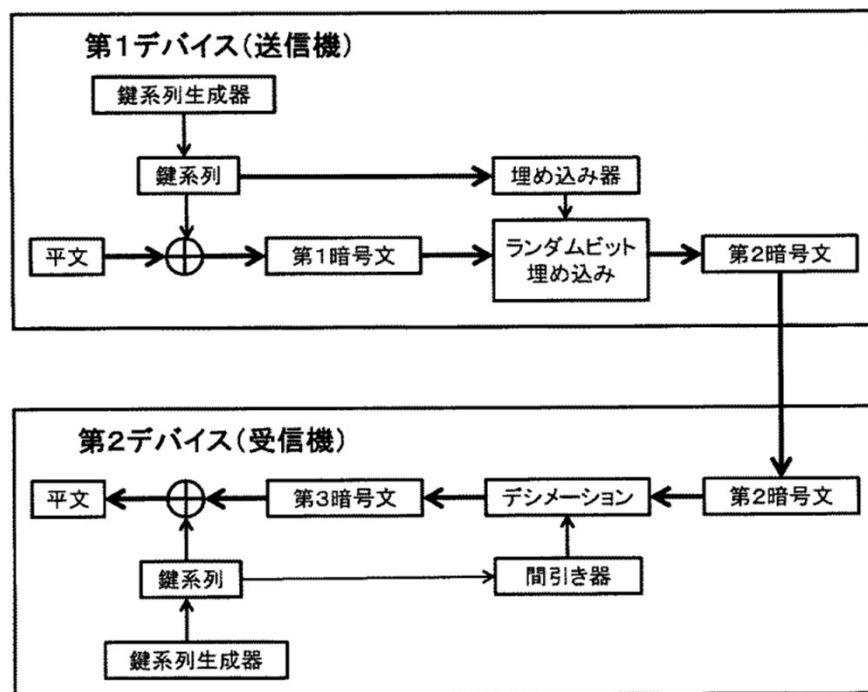 第1デバイス(送信機)
鍵系列生成器
鍵系列
埋め込み器
平文
第1暗号文
ランダムビット
埋め込み
第2暗号文
第2デバイス(受信機)
平文
第3暗号文
デシメーション
第2暗号文
鍵系列
間引き器
鍵系列生成器